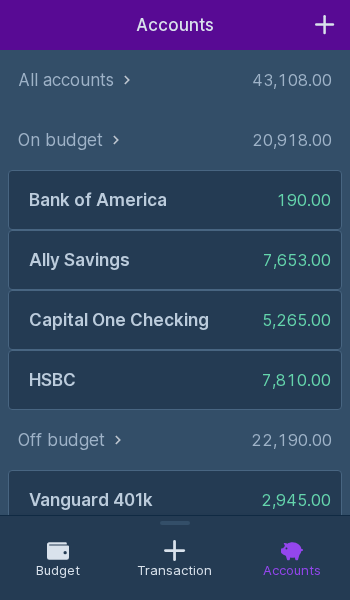 Accounts
All accounts 43,108.00
On budget 20,918.00
Bank of America 190.00
Ally Savings 7,653.00
Capital One Checking 5,265.00
HSBC 7,810.00
Off budget 22,190.00
Vanguard 401k 2,945.00
Budget Transaction Accounts